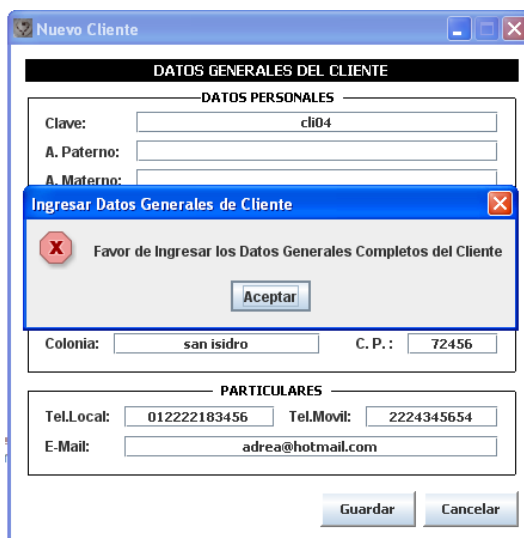 Nuevo Cliente
DATOS GENERALES DEL CLIENTE
DATOS PERSONALES
Clave: cli04
A. Paterno:
A. Materno:
Ingresar Datos Generales de Cliente
Favor de Ingresar los Datos Generales Completos del Cliente
Aceptar
Colonia: san isidro C. P. : 72456
PARTICULARES
Tel.Local: 012222183456 Tel.Movil: 2224345654
E-Mail: adrea@hotmail.com
Guardar Cancelar